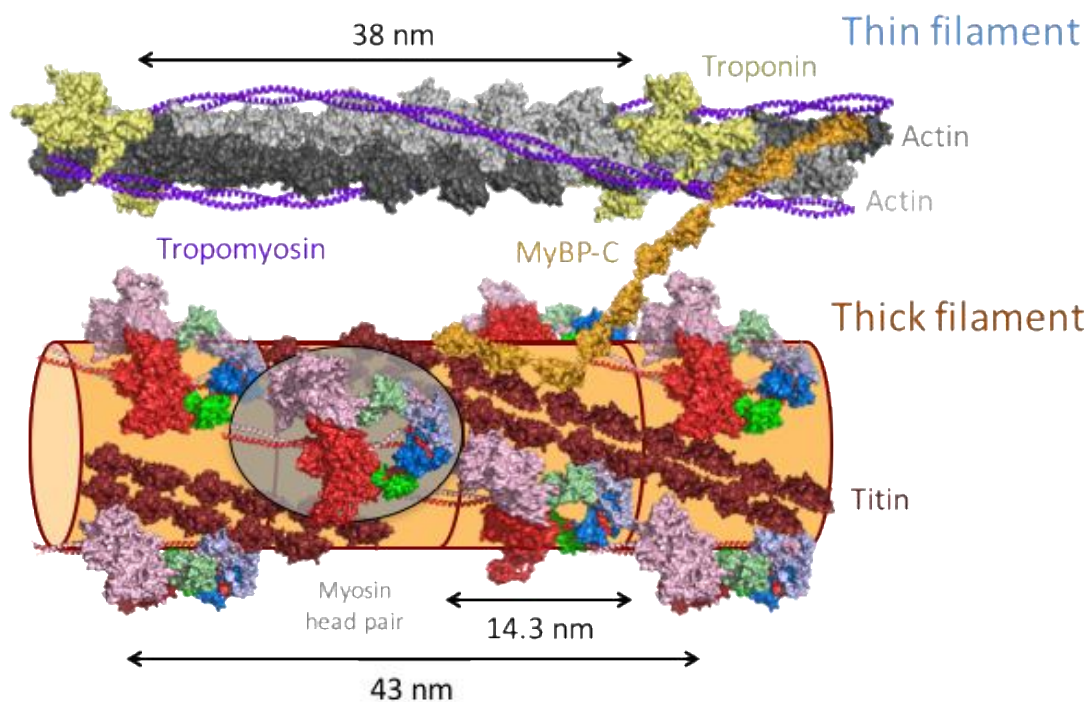 38 nm
Thin filament
Troponin
Actin
Actin
Tropomyosin
MyBP-C
Thick filament
Titin
Myosin
head pair
14.3 nm
43 nm